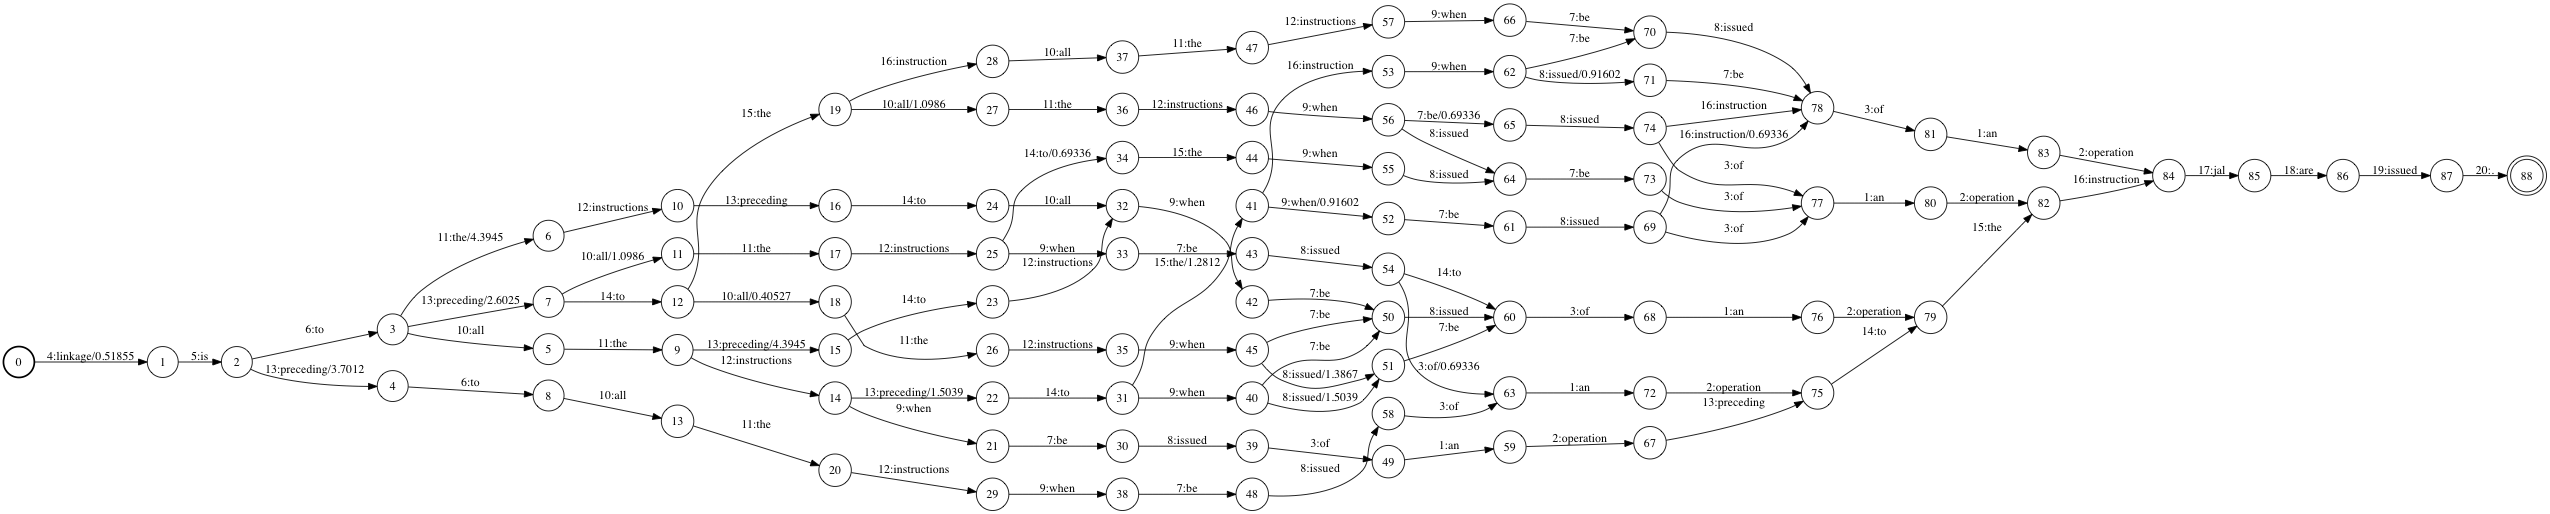 0
4:linkage/0.51855
1
5:is
2
6:to
13:preceding/3.7012
3
4
11:the/4.3945
13:preceding/2.6025
10:all
6:to
6
7
5
8
12:instructions
10:all/1.0986
14:to
11:the
10:all
10
11
12
9
13
15:the
13:preceding
11:the
10:all/0.40527
13:preceding/4.3945
12:instructions
11:the
19
16
17
18
15
14
20
16:instruction
10:all/1.0986
14:to
12:instructions
14:to
11:the
13:preceding/1.5039
9:when
12:instructions
28
27
24
25
23
26
22
21
29
10:all
11:the
14:to/0.69336
10:all
9:when
12:instructions
12:instructions
14:to
7:be
9:when
37
36
34
32
33
35
31
30
38
11:the
12:instructions
15:the
9:when
7:be
15:the/1.2812
9:when
9:when
8:issued
7:be
47
46
44
41
43
42
45
40
39
48
12:instructions
16:instruction
9:when
9:when
9:when/0.91602
8:issued
7:be
7:be
7:be
8:issued/1.3867
8:issued/1.5039
3:of
8:issued
57
53
56
55
52
54
50
51
58
49
9:when
9:when
7:be/0.69336
8:issued
8:issued
7:be
14:to
8:issued
7:be
3:of/0.69336
3:of
1:an
66
62
65
64
61
60
63
59
7:be
7:be
8:issued/0.91602
8:issued
7:be
8:issued
3:of
1:an
2:operation
70
71
74
73
69
68
72
67
8:issued
7:be
16:instruction
16:instruction/0.69336
3:of
3:of
3:of
1:an
2:operation
13:preceding
78
77
76
75
3:of
1:an
2:operation
14:to
81
80
79
1:an
2:operation
15:the
83
82
2:operation
16:instruction
84
17:jal
85
18:are
86
19:issued
87
20:.
88